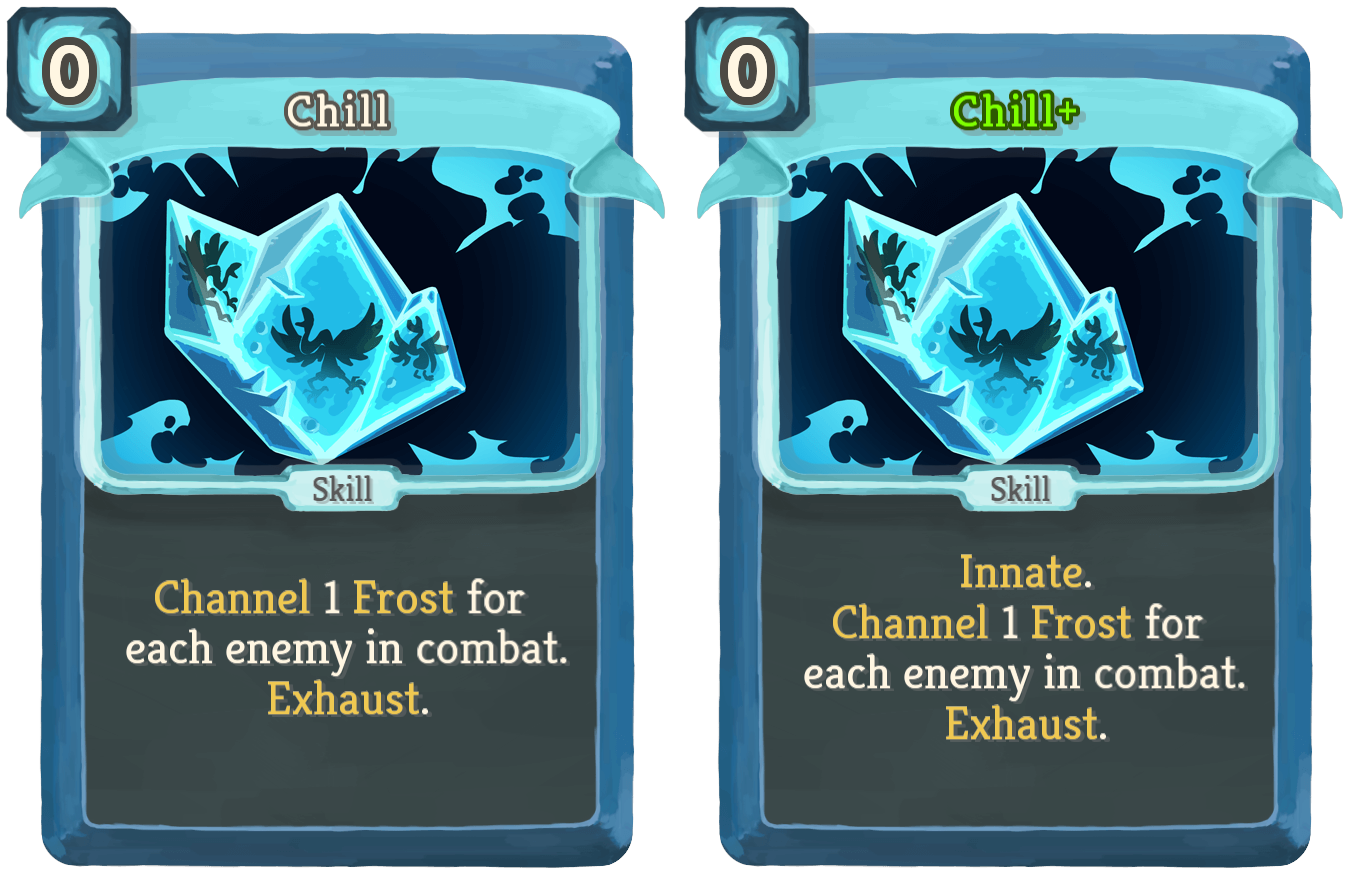 0
Chill
Skill
Channel 1 Frost for
each enemy in combat.
Exhaust.
0
Chill+
Skill
Innate.
Channel 1 Frost for
each enemy in combat.
Exhaust.